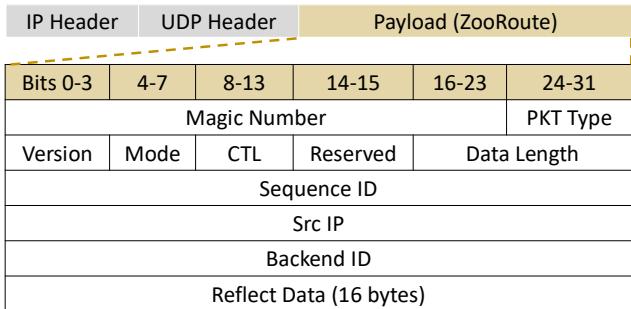 IP Header UDP Header Payload (ZooRoute)
Bits 0-3 4-7 8-13 14-15 16-23 24-31
Magic Number PKT Type
Version Mode CTL Reserved Data Length
Sequence ID
Src IP
Backend ID
Reflect Data (16 bytes)